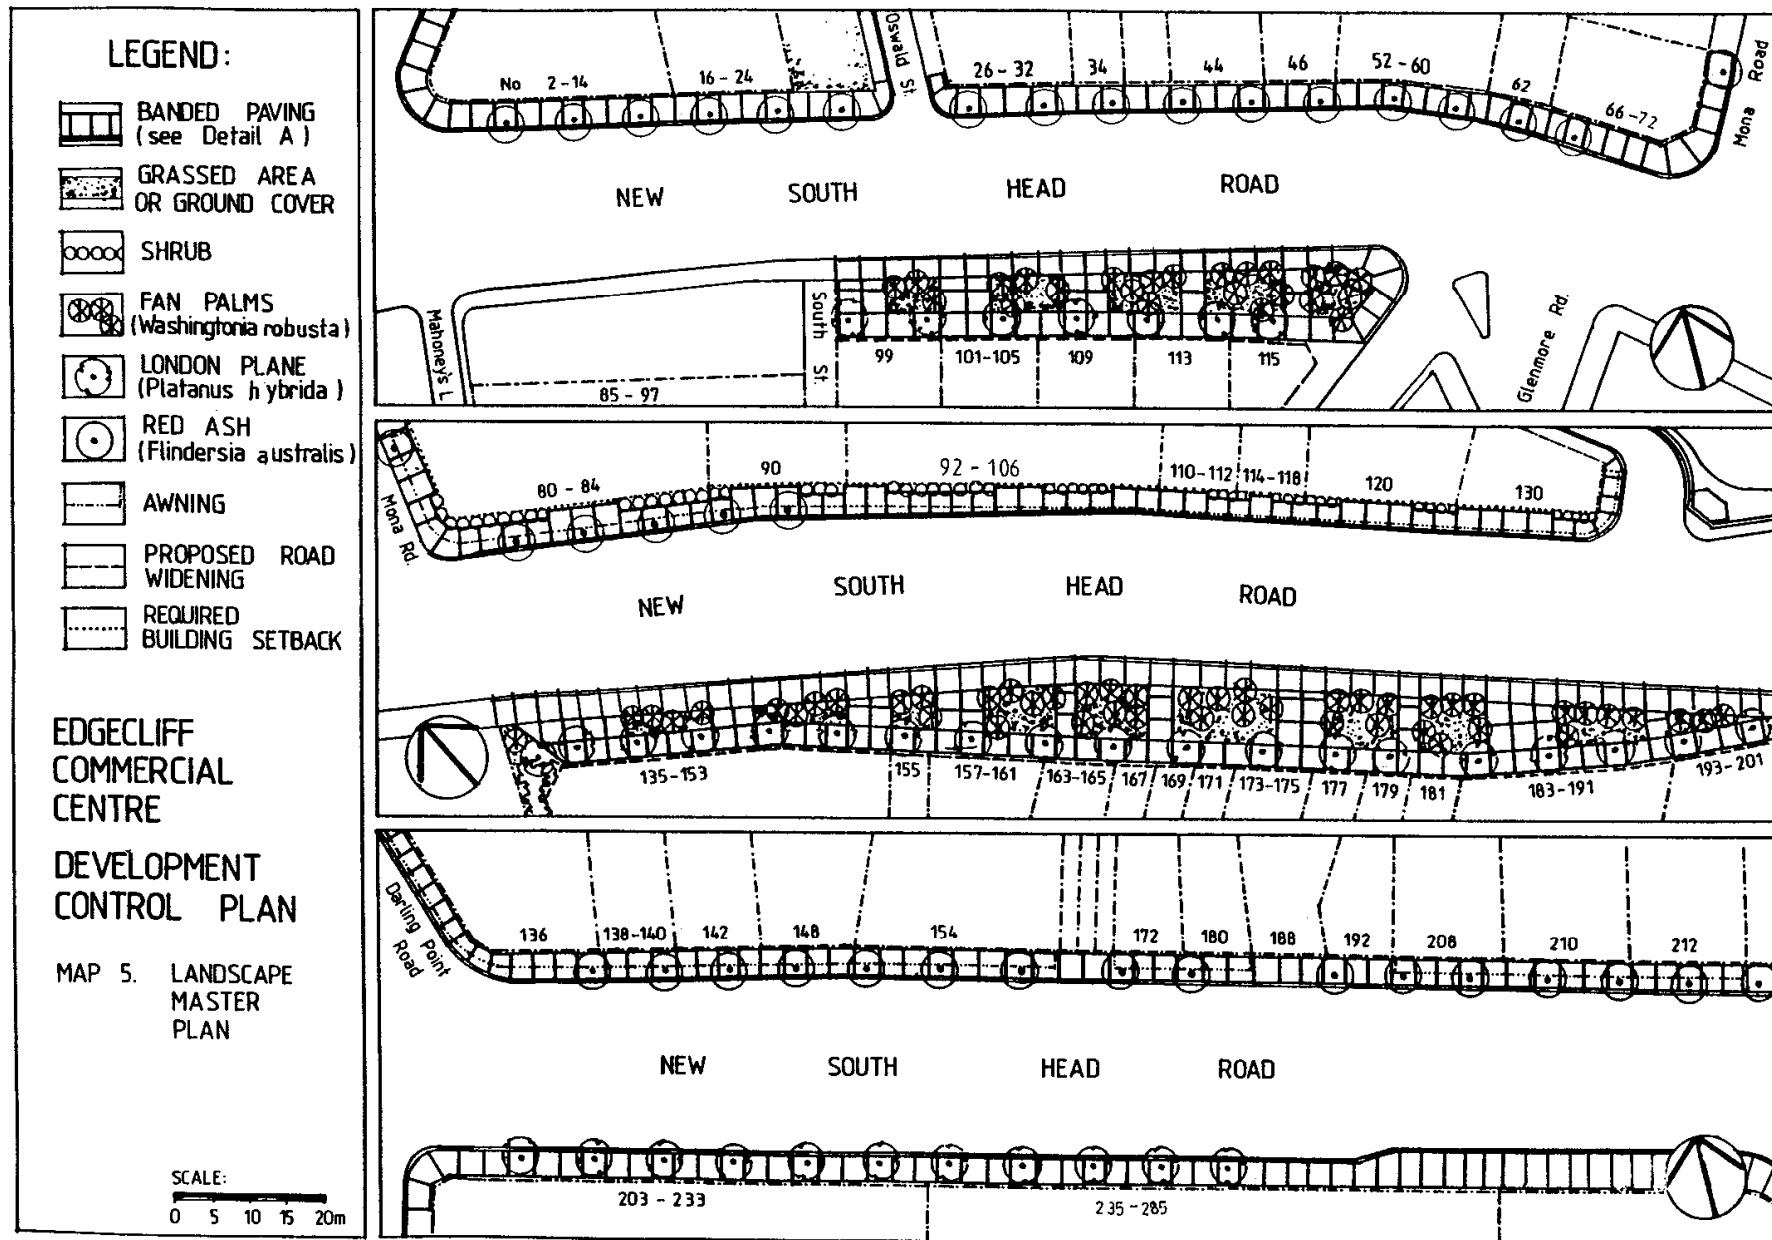 LEGEND:
BANDED PAVING
(see Detail A)
GRASSED AREA
OR GROUND COVER
SHRUB
FAN PALMS
(Washingtonia robusta)
LONDON PLANE
(Platanus hybrida)
RED ASH
(Flindersia australis)
AWNING
PROPOSED ROAD
WIDENING
REQUIRED
BUILDING SETBACK
EDGECLIFF
COMMERCIAL
CENTRE
DEVELOPMENT
CONTROL PLAN
MAP 5. LANDSCAPE
MASTER
PLAN
SCALE:
0 5 10 15 20m
No 2-14
16-24
Oswald St.
26-32
34
44
46
52-60
62
66-72
Mona Road
NEW SOUTH HEAD ROAD
Mahoney's L
85-97
South St.
99
101-105
109
113
115
Glenmore Rd.
Mona Rd.
80-84
90
92-106
110-112
114-118
120
130
NEW SOUTH HEAD ROAD
135-153
155
157-161
163-165
167
169
171
173-175
177
179
181
183-191
193-201
Darling Point
Road
136
138-140
142
148
154
172
180
188
192
208
210
212
NEW SOUTH HEAD ROAD
203-233
235-285